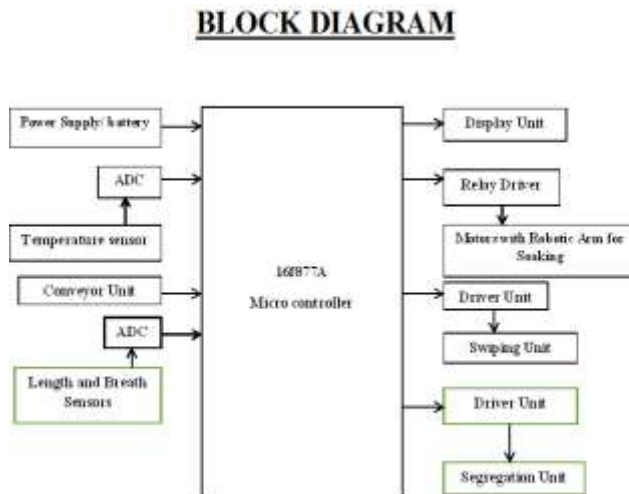 BLOCK DIAGRAM
Power Supply/ battery
ADC
Temperature sensor
Conveyor Unit
ADC
Length and Breath
Sensors
16f877A
Micro controller
Display Unit
Relay Driver
Motors with Robotic Arm for
Soaking
Driver Unit
Swiping Unit
Driver Unit
Segregation Unit